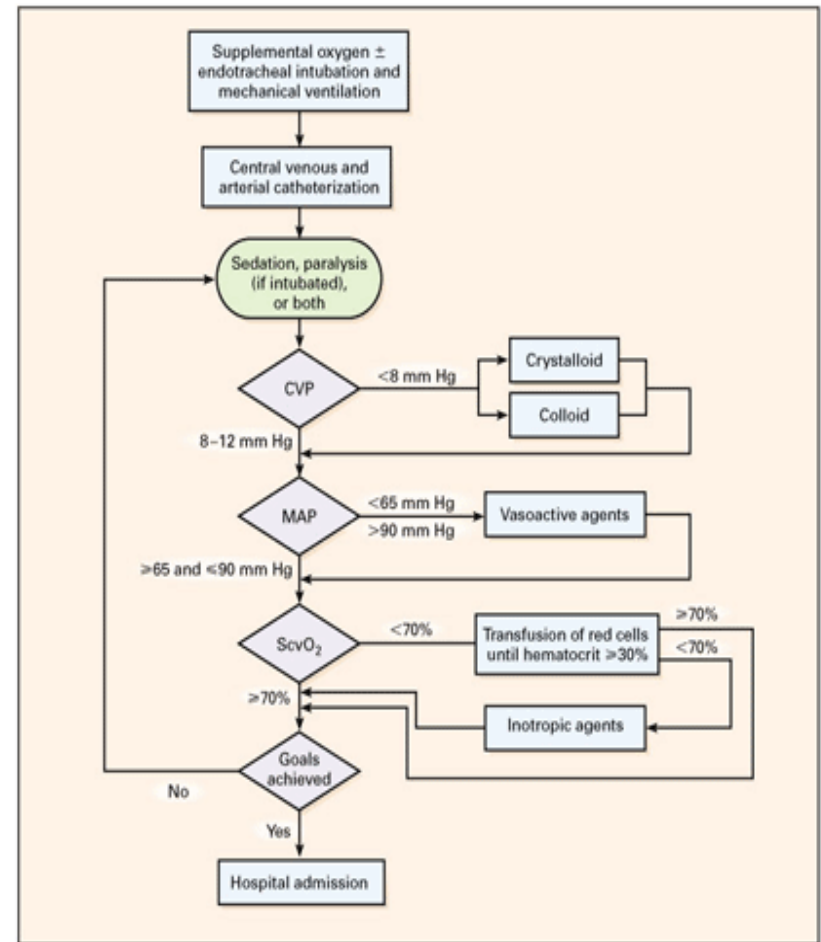 Supplemental oxygen ±
endotracheal intubation and
mechanical ventilation
Central venous and
arterial catheterization
Sedation, paralysis
(if intubated),
or both
CVP
<8 mm Hg
Crystalloid
Colloid
8–12 mm Hg
MAP
<65 mm Hg
>90 mm Hg
Vasoactive agents
⩾65 and ⩽90 mm Hg
ScvO₂
<70%
Transfusion of red cells
until hematocrit ⩾30%
⩾70%
<70%
⩾70%
Inotropic agents
Goals
achieved
No
Yes
Hospital admission